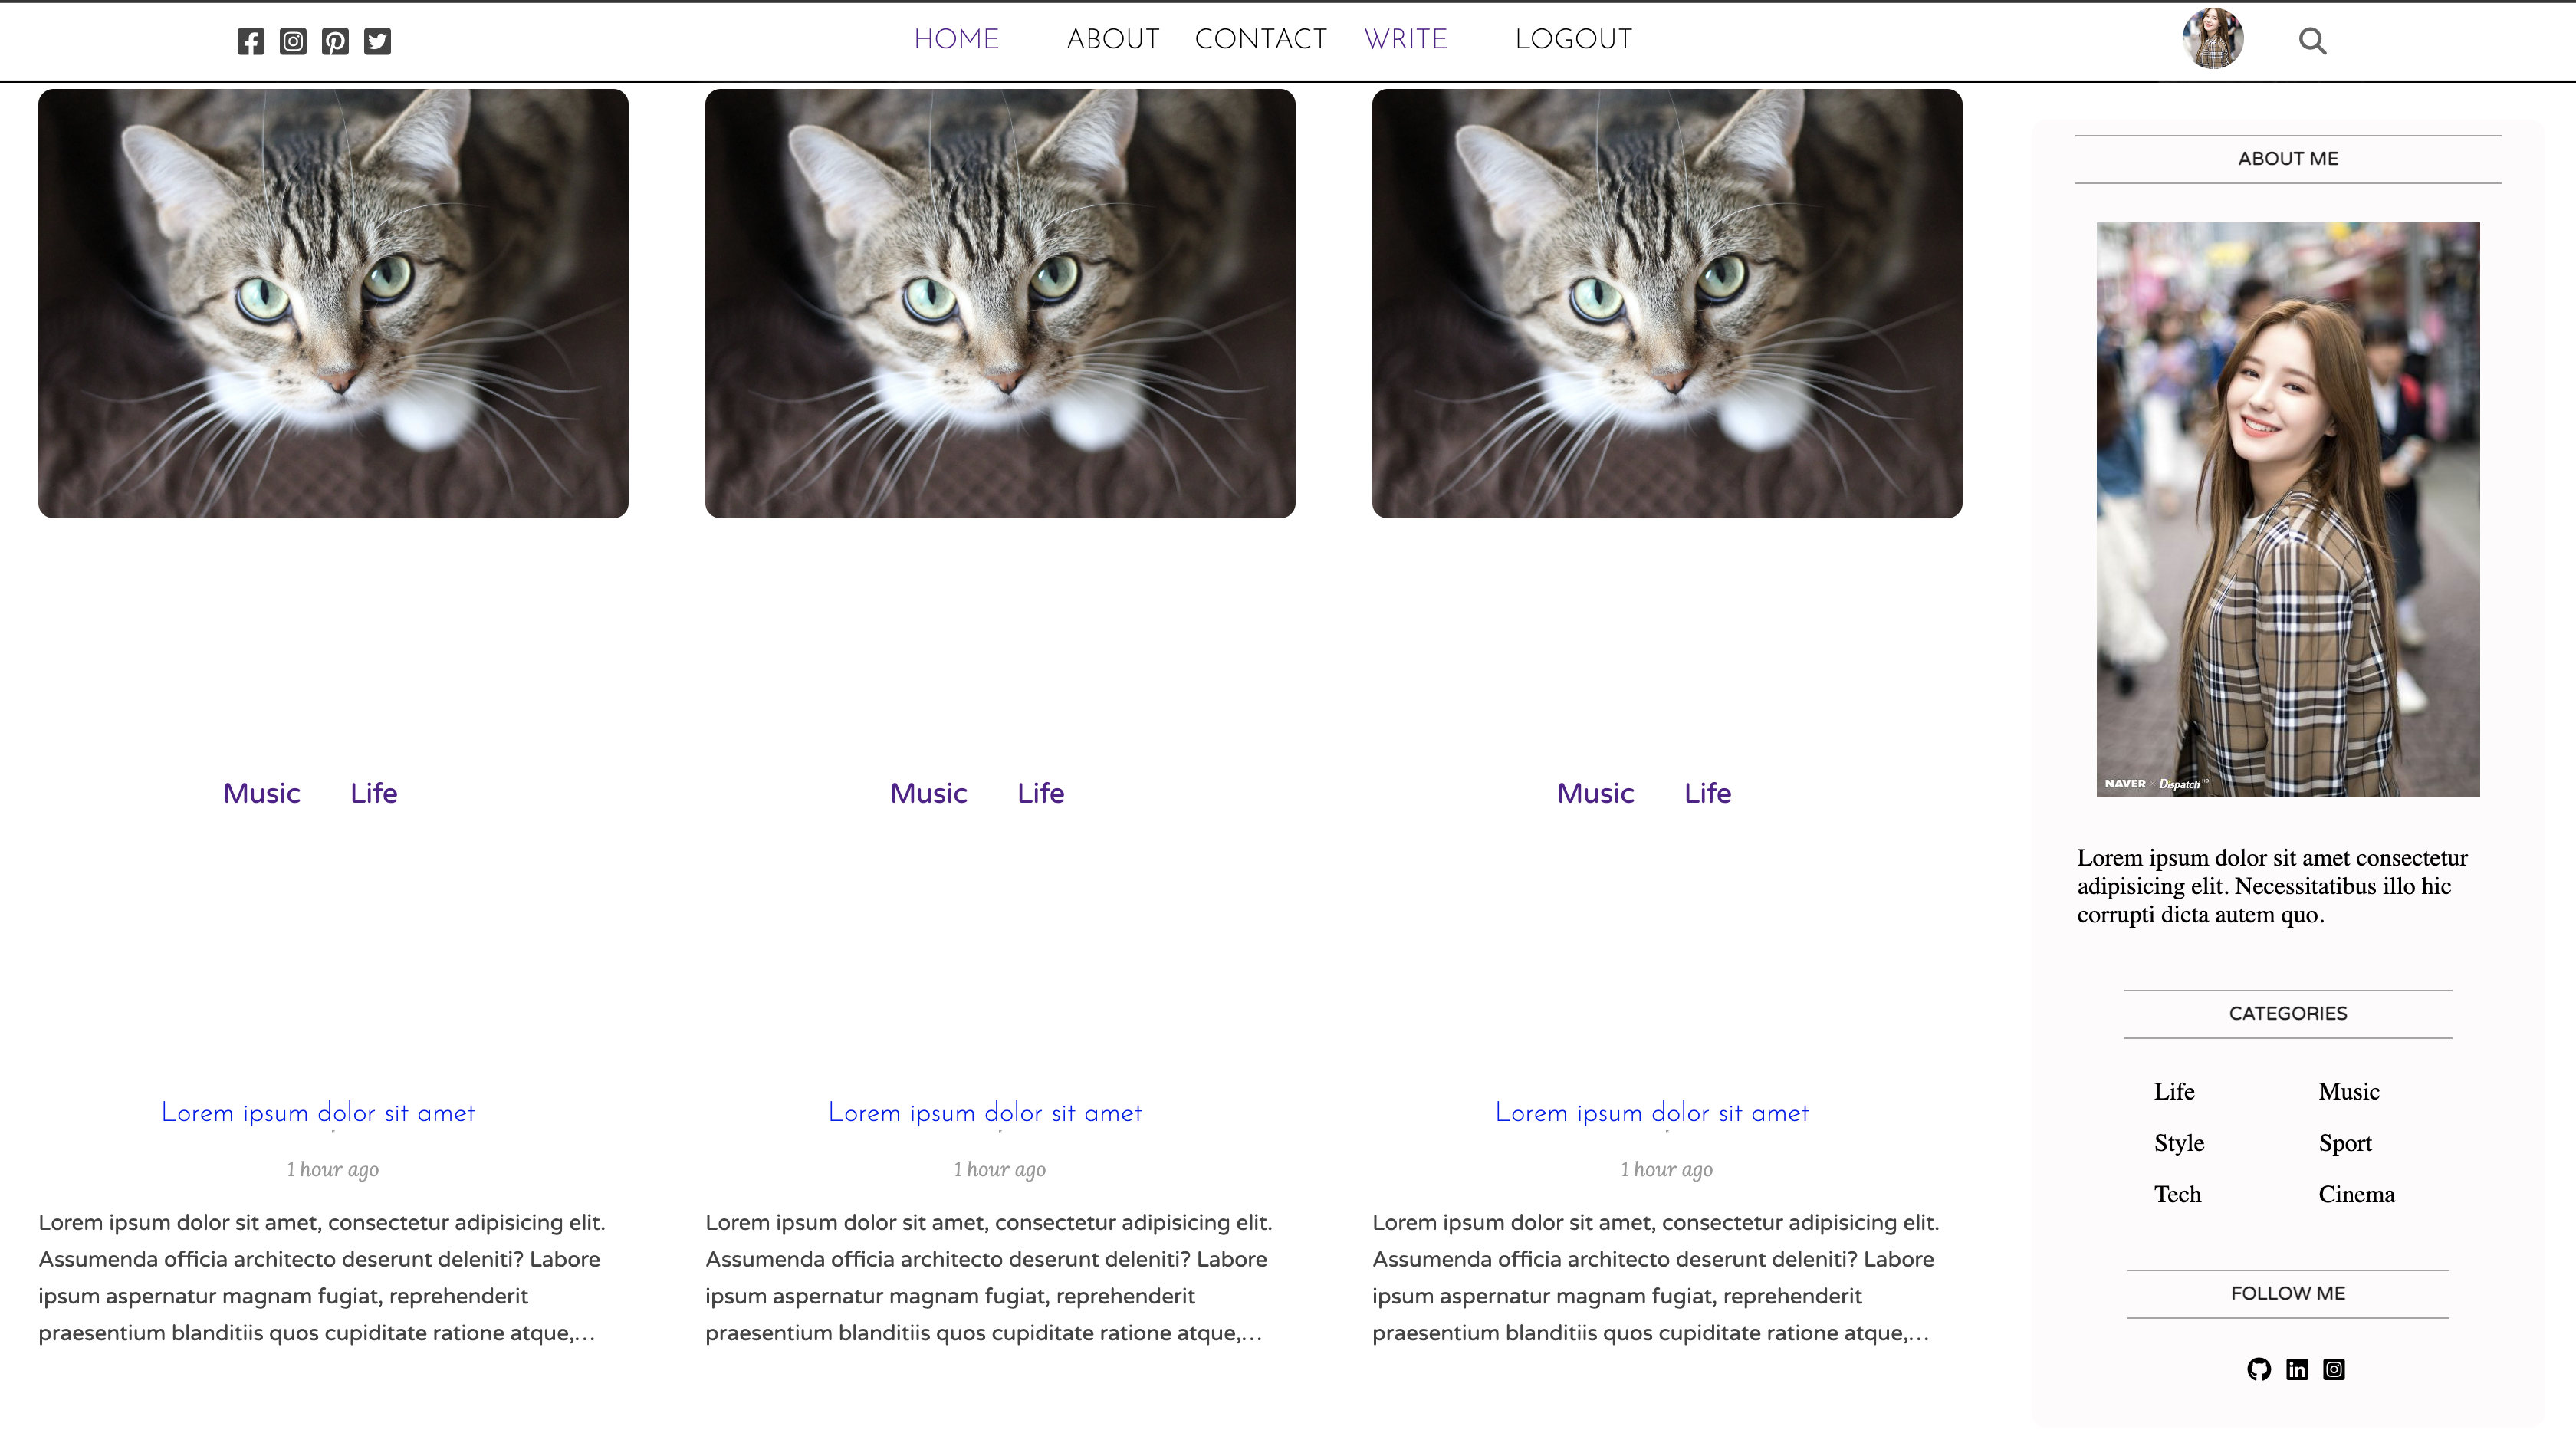 HOME ABOUT CONTACT WRITE LOGOUT
Music Life
Lorem ipsum dolor sit amet
1 hour ago
Lorem ipsum dolor sit amet, consectetur adipisicing elit.
Assumenda officia architecto deserunt deleniti? Labore
ipsum aspernatur magnam fugiat, reprehenderit
praesentium blanditiis quos cupiditate ratione atque,...
Music Life
Lorem ipsum dolor sit amet
1 hour ago
Lorem ipsum dolor sit amet, consectetur adipisicing elit.
Assumenda officia architecto deserunt deleniti? Labore
ipsum aspernatur magnam fugiat, reprehenderit
praesentium blanditiis quos cupiditate ratione atque,...
Music Life
Lorem ipsum dolor sit amet
1 hour ago
Lorem ipsum dolor sit amet, consectetur adipisicing elit.
Assumenda officia architecto deserunt deleniti? Labore
ipsum aspernatur magnam fugiat, reprehenderit
praesentium blanditiis quos cupiditate ratione atque,...
ABOUT ME
NAVER × Dispatch HD
Lorem ipsum dolor sit amet consectetur
adipisicing elit. Necessitatibus illo hic
corrupti dicta autem quo.
CATEGORIES
Life Music
Style Sport
Tech Cinema
FOLLOW ME